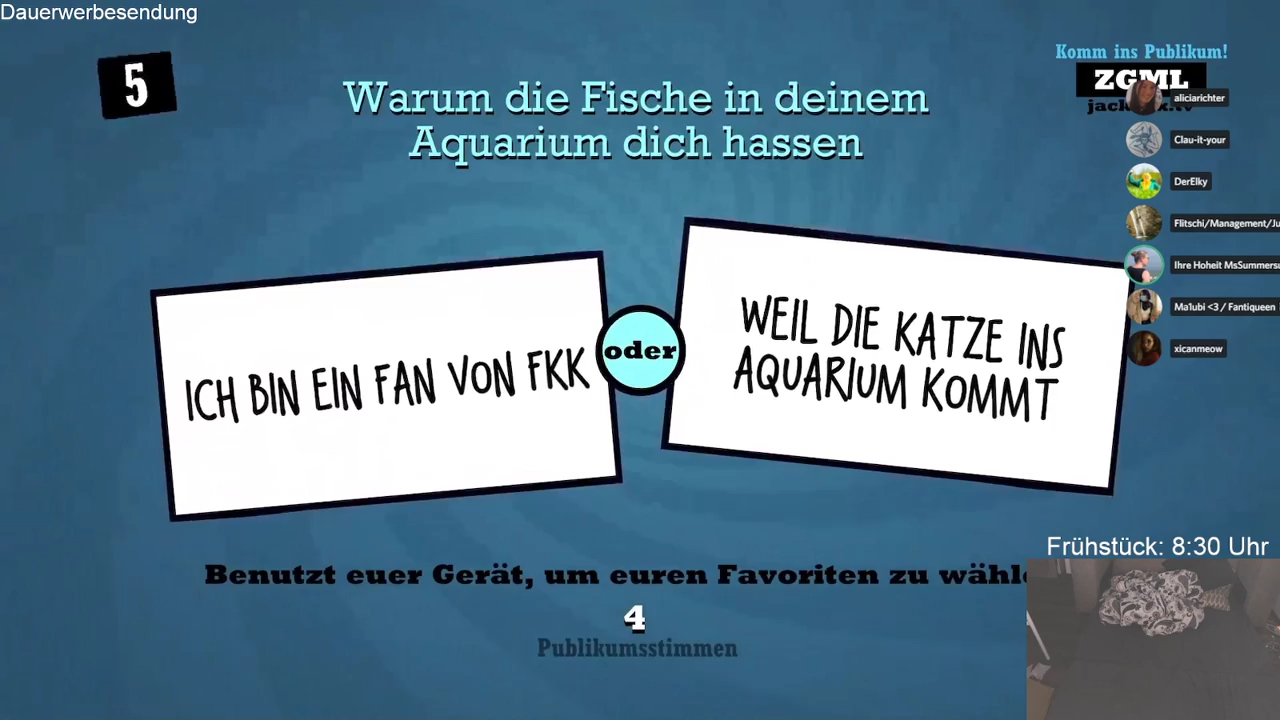 Dauerwerbesendung
5
Warum die Fische in deinem
Aquarium dich hassen
Komm ins Publikum!
ZGML
aliciarichter
Clau-it-your
DerElky
Flitschi/Management/Ju
Ihre Hoheit MsSummers
Ma1ubi <3 / Fantiqueen
xicanmeow
ICH BIN EIN FAN VON FKK
oder
WEIL DIE KATZE INS
AQUARIUM KOMMT
Frühstück: 8:30 Uhr
Benutzt euer Gerät, um euren Favoriten zu wähle
4
Publikumsstimmen